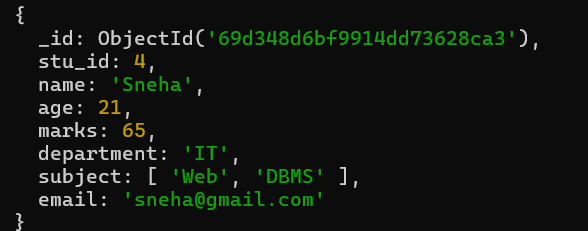 {
_id: ObjectId('69d348d6bf9914dd73628ca3'),
stu_id: 4,
name: 'Sneha',
age: 21,
marks: 65,
department: 'IT',
subject: [ 'Web', 'DBMS' ],
email: 'sneha@gmail.com'
}